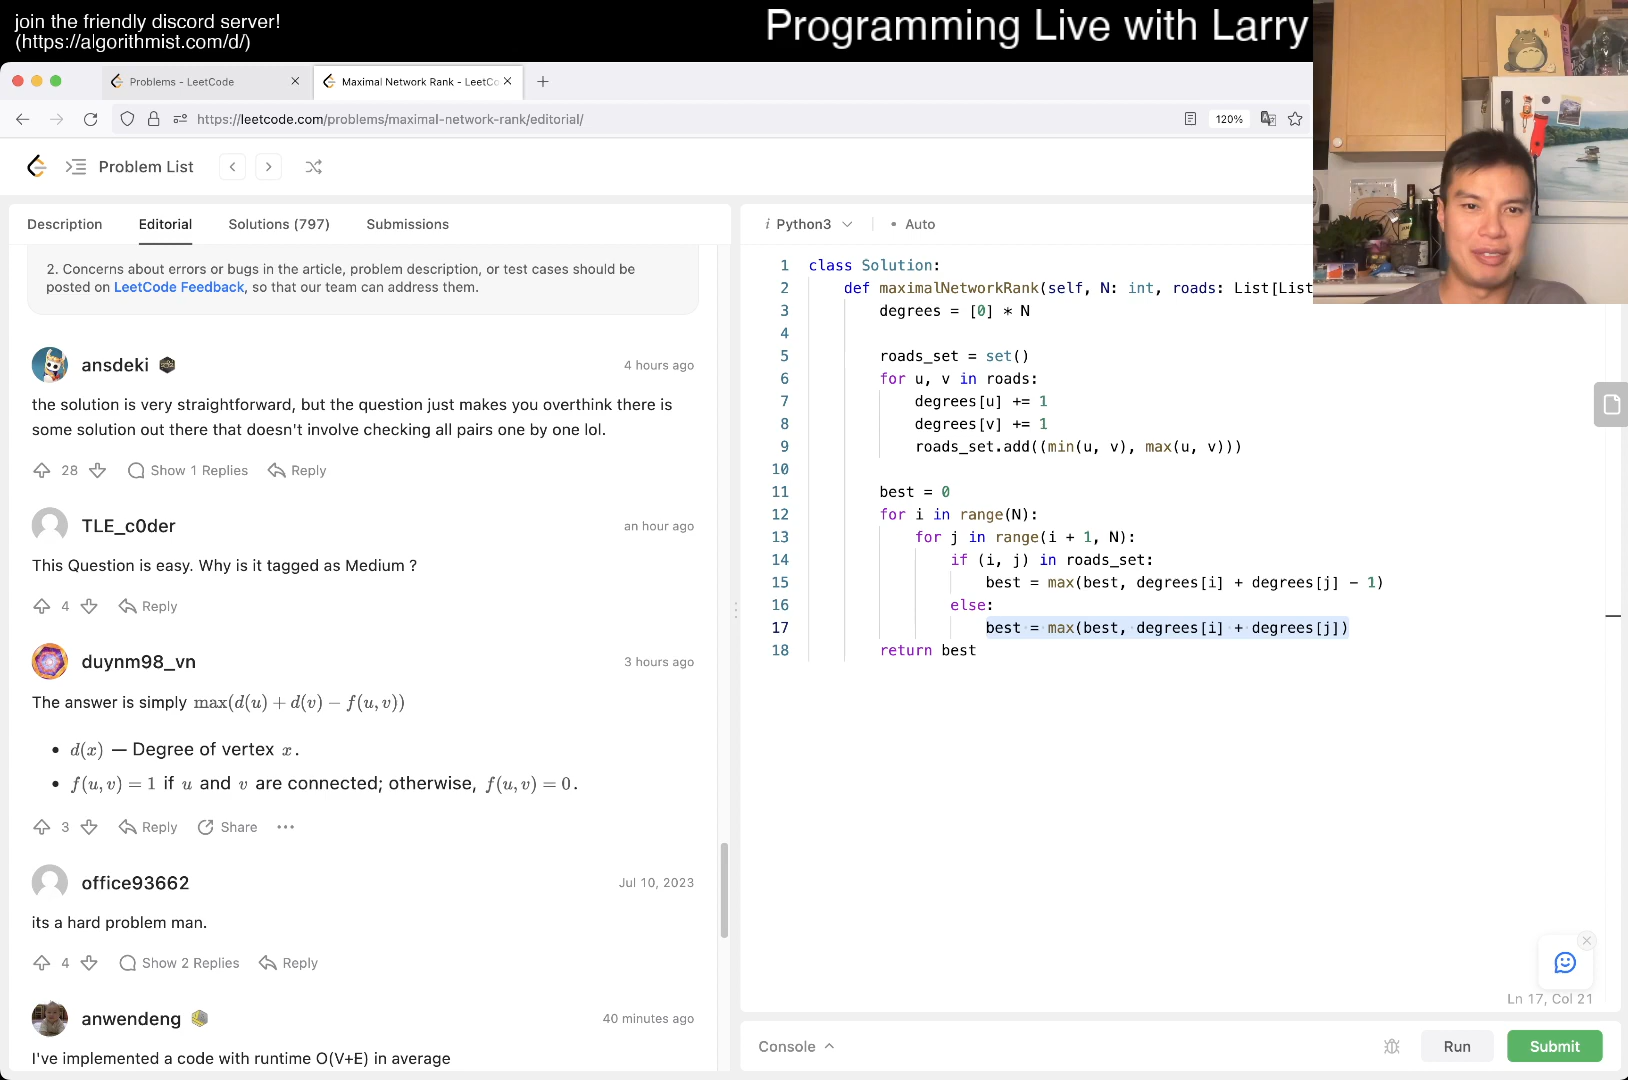 join the friendly discord server!
(https://algorithmist.com/d/)
Programming Live with Larry
Problems - LeetCode
Maximal Network Rank - LeetCo
https://leetcode.com/problems/maximal-network-rank/editorial/
120%
Problem List
Description
Editorial
Solutions (797)
Submissions
2. Concerns about errors or bugs in the article, problem description, or test cases should be
posted on LeetCode Feedback, so that our team can address them.
ansdeki
4 hours ago
the solution is very straightforward, but the question just makes you overthink there is
some solution out there that doesn't involve checking all pairs one by one lol.
28
Show 1 Replies
Reply
TLE_c0der
an hour ago
This Question is easy. Why is it tagged as Medium ?
4
Reply
duynm98_vn
3 hours ago
The answer is simply max(d(u) + d(v) − f(u, v))
• d(x) — Degree of vertex x.
• f(u, v) = 1 if u and v are connected; otherwise, f(u, v) = 0.
3
Reply
Share
office93662
Jul 10, 2023
its a hard problem man.
4
Show 2 Replies
Reply
anwendeng
40 minutes ago
I've implemented a code with runtime O(V+E) in average
i Python3
• Auto
1 class Solution:
2 def maximalNetworkRank(self, N: int, roads: List[List
3 degrees = [0] * N
4
5 roads_set = set()
6 for u, v in roads:
7 degrees[u] += 1
8 degrees[v] += 1
9 roads_set.add((min(u, v), max(u, v)))
10
11 best = 0
12 for i in range(N):
13 for j in range(i + 1, N):
14 if (i, j) in roads_set:
15 best = max(best, degrees[i] + degrees[j] - 1)
16 else:
17 best = max(best, degrees[i] + degrees[j])
18 return best
Ln 17, Col 21
Console
Run
Submit